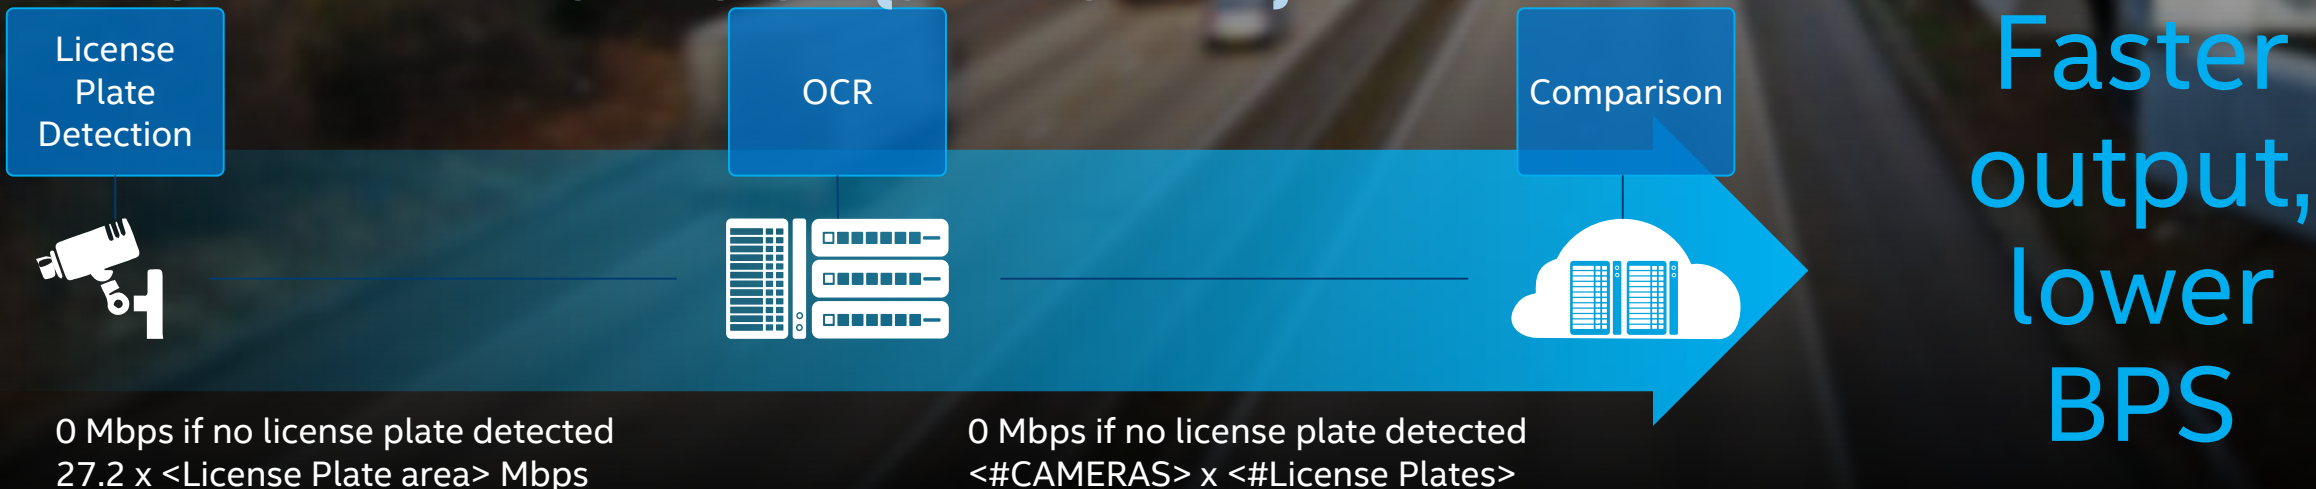 License
Plate
Detection
OCR
Comparison
Faster
output,
lower
BPS
0 Mbps if no license plate detected
27.2 x <License Plate area> Mbps
0 Mbps if no license plate detected
<#CAMERAS> x <#License Plates>